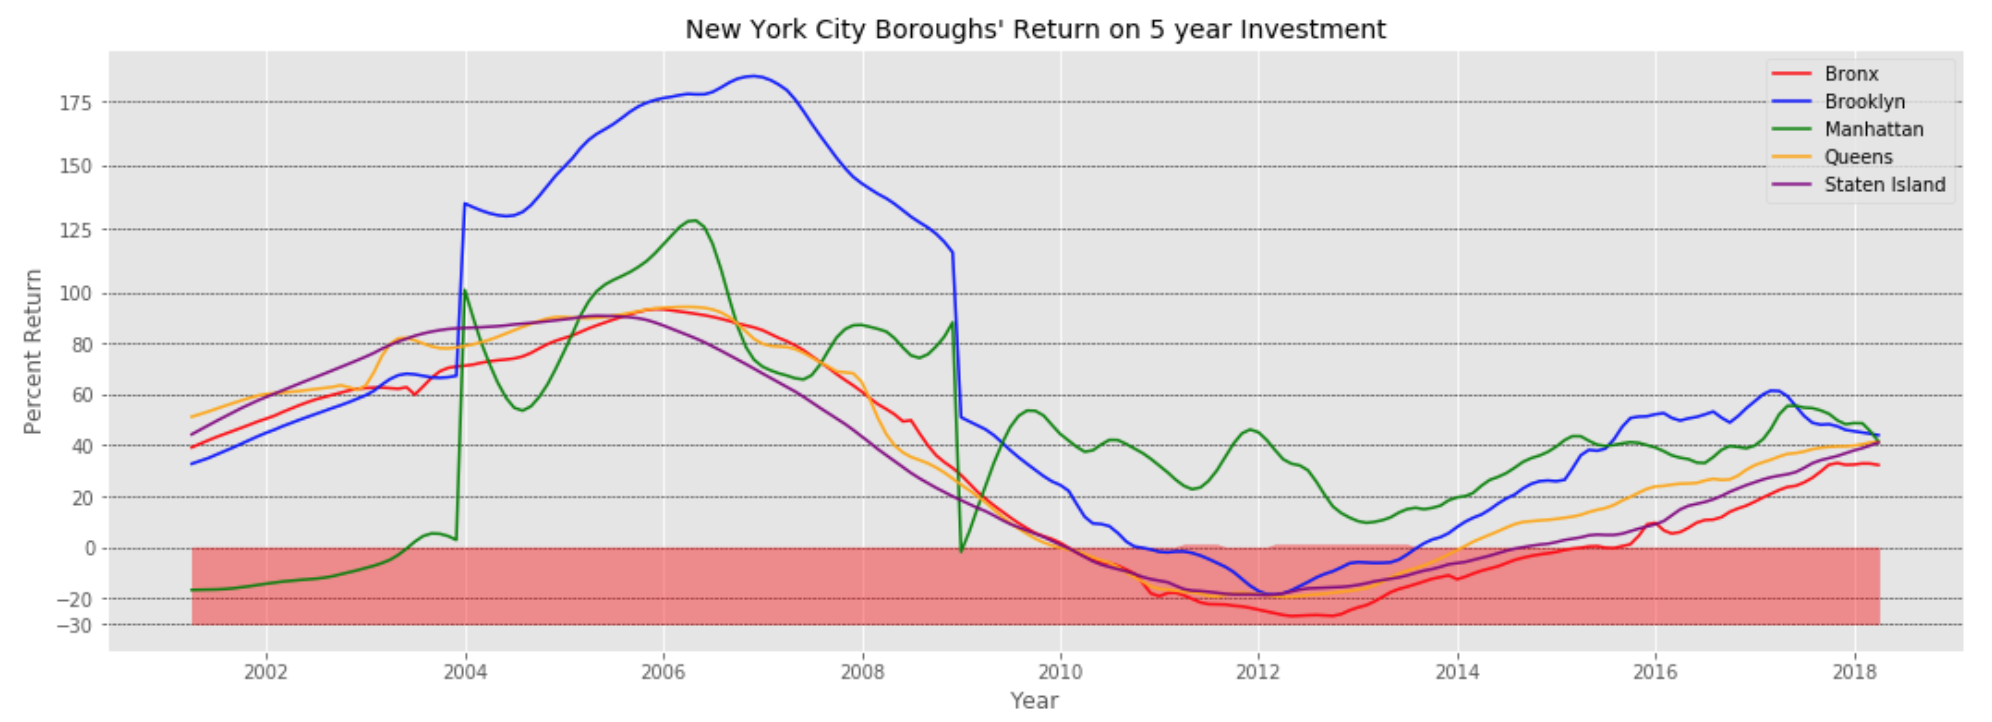 New York City Boroughs' Return on 5 year Investment
Bronx
Brooklyn
Manhattan
Queens
Staten Island
Percent Return
175
150
125
100
80
60
40
20
0
−20
−30
2002 2004 2006 2008 2010 2012 2014 2016 2018
Year